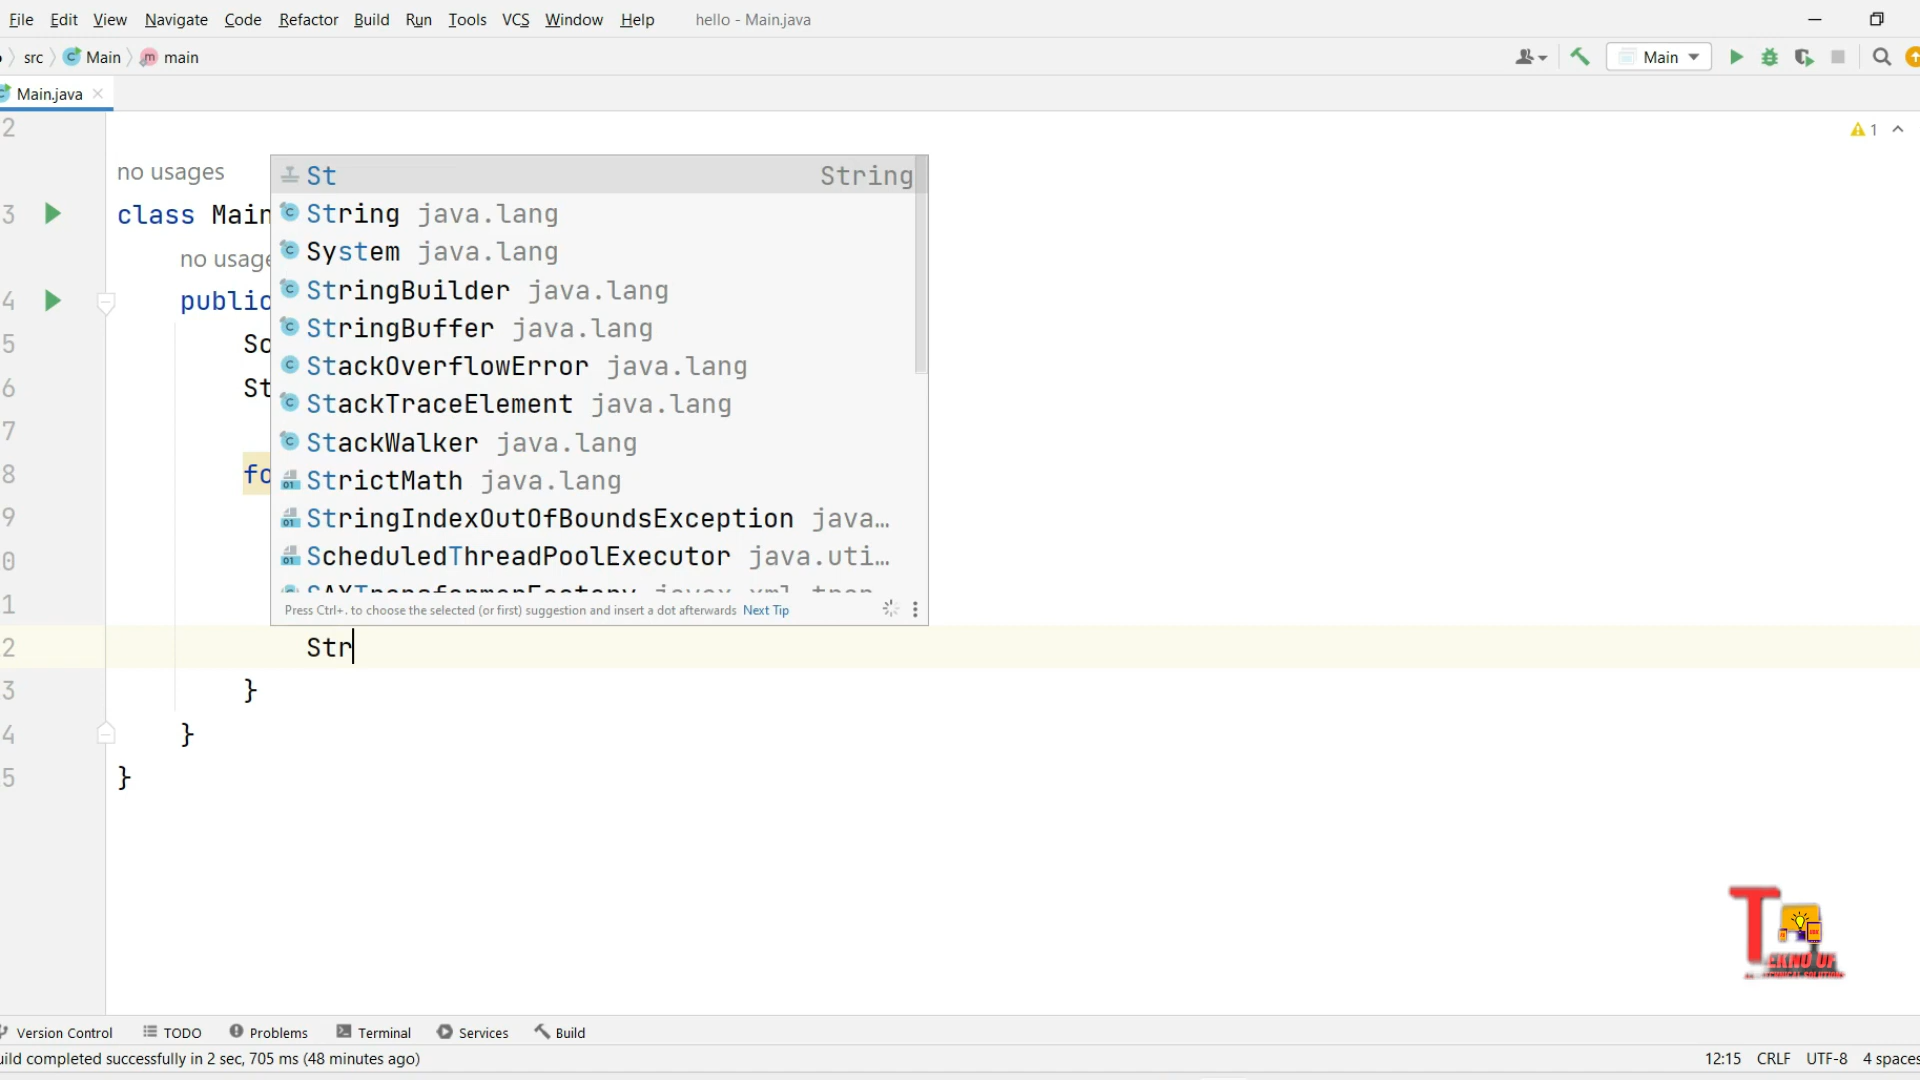 File Edit View Navigate Code Refactor Build Run Tools VCS Window Help hello - Main.java
src Main main Main
Main.java
2 1
no usages
St String
3 class Main String java.lang
no usage System java.lang
StringBuilder java.lang
4 public
StringBuffer java.lang
5 Sc
StackOverflowError java.lang
6 St
StackTraceElement java.lang
7
StackWalker java.lang
8 fo StrictMath java.lang
9 StringIndexOutOfBoundsException java…
0 ScheduledThreadPoolExecutor java.uti…
1 Press Ctrl+. to choose the selected (or first) suggestion and insert a dot afterwards Next Tip
2 Str
3 }
4 }
5 }
Version Control TODO Problems Terminal Services Build
uild completed successfully in 2 sec, 705 ms (48 minutes ago) 12:15 CRLF UTF-8 4 spaces